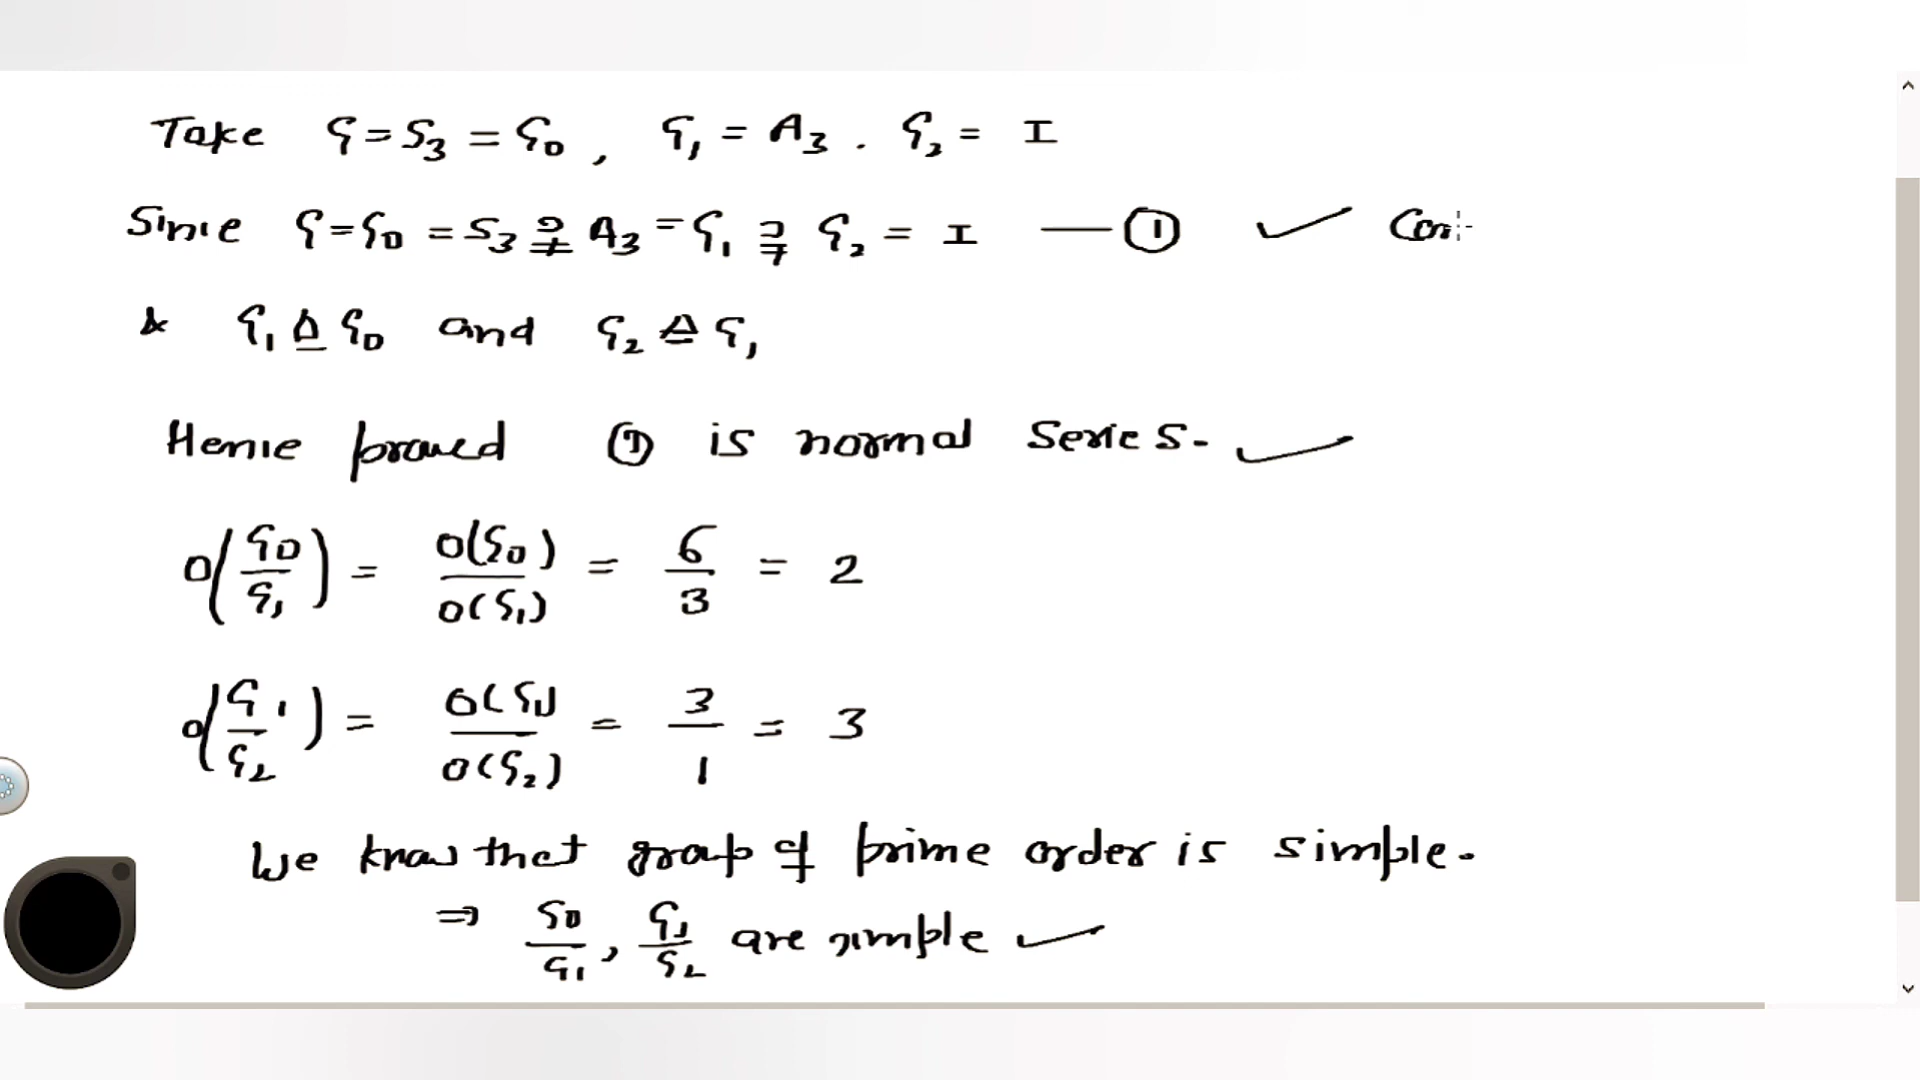 Take G = S₃ = G₀ , G₁ = A₃ . G₂ = I
Since G = G₀ = S₃ ⊋ A₃ = G₁ ⊋ G₂ = I — ① ✓ Con
& G₁ ⊴ G₀ and G₂ ⊴ G₁
Hence proved ① is normal Series. ✓
O(G₀/G₁) = O(G₀)/O(G₁) = 6/3 = 2
O(G₁/G₂) = O(G₁)/O(G₂) = 3/1 = 3
We know that group of prime order is simple.
⇒ G₀/G₁ , G₁/G₂ are simple ✓